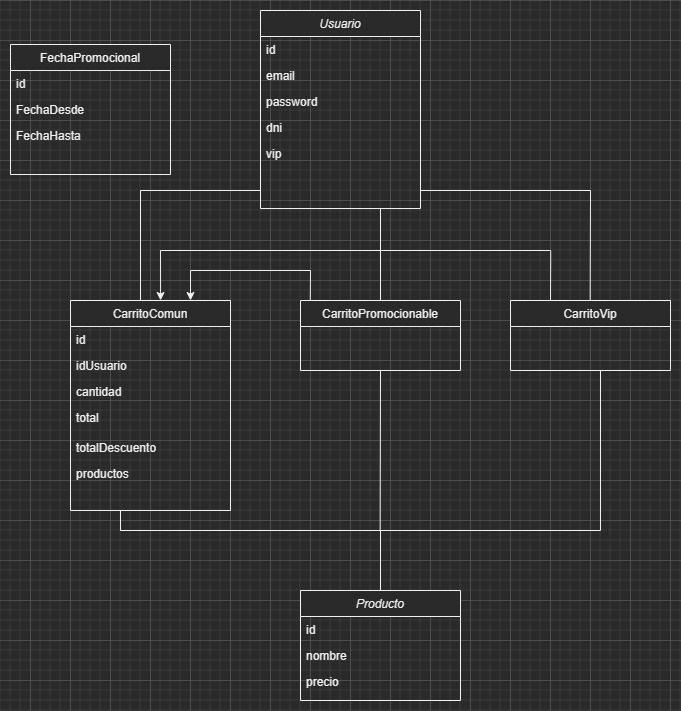 Usuario
id
email
password
dni
vip
FechaPromocional
id
FechaDesde
FechaHasta
CarritoComun
id
idUsuario
cantidad
total
totalDescuento
productos
CarritoPromocionable
CarritoVip
Producto
id
nombre
precio